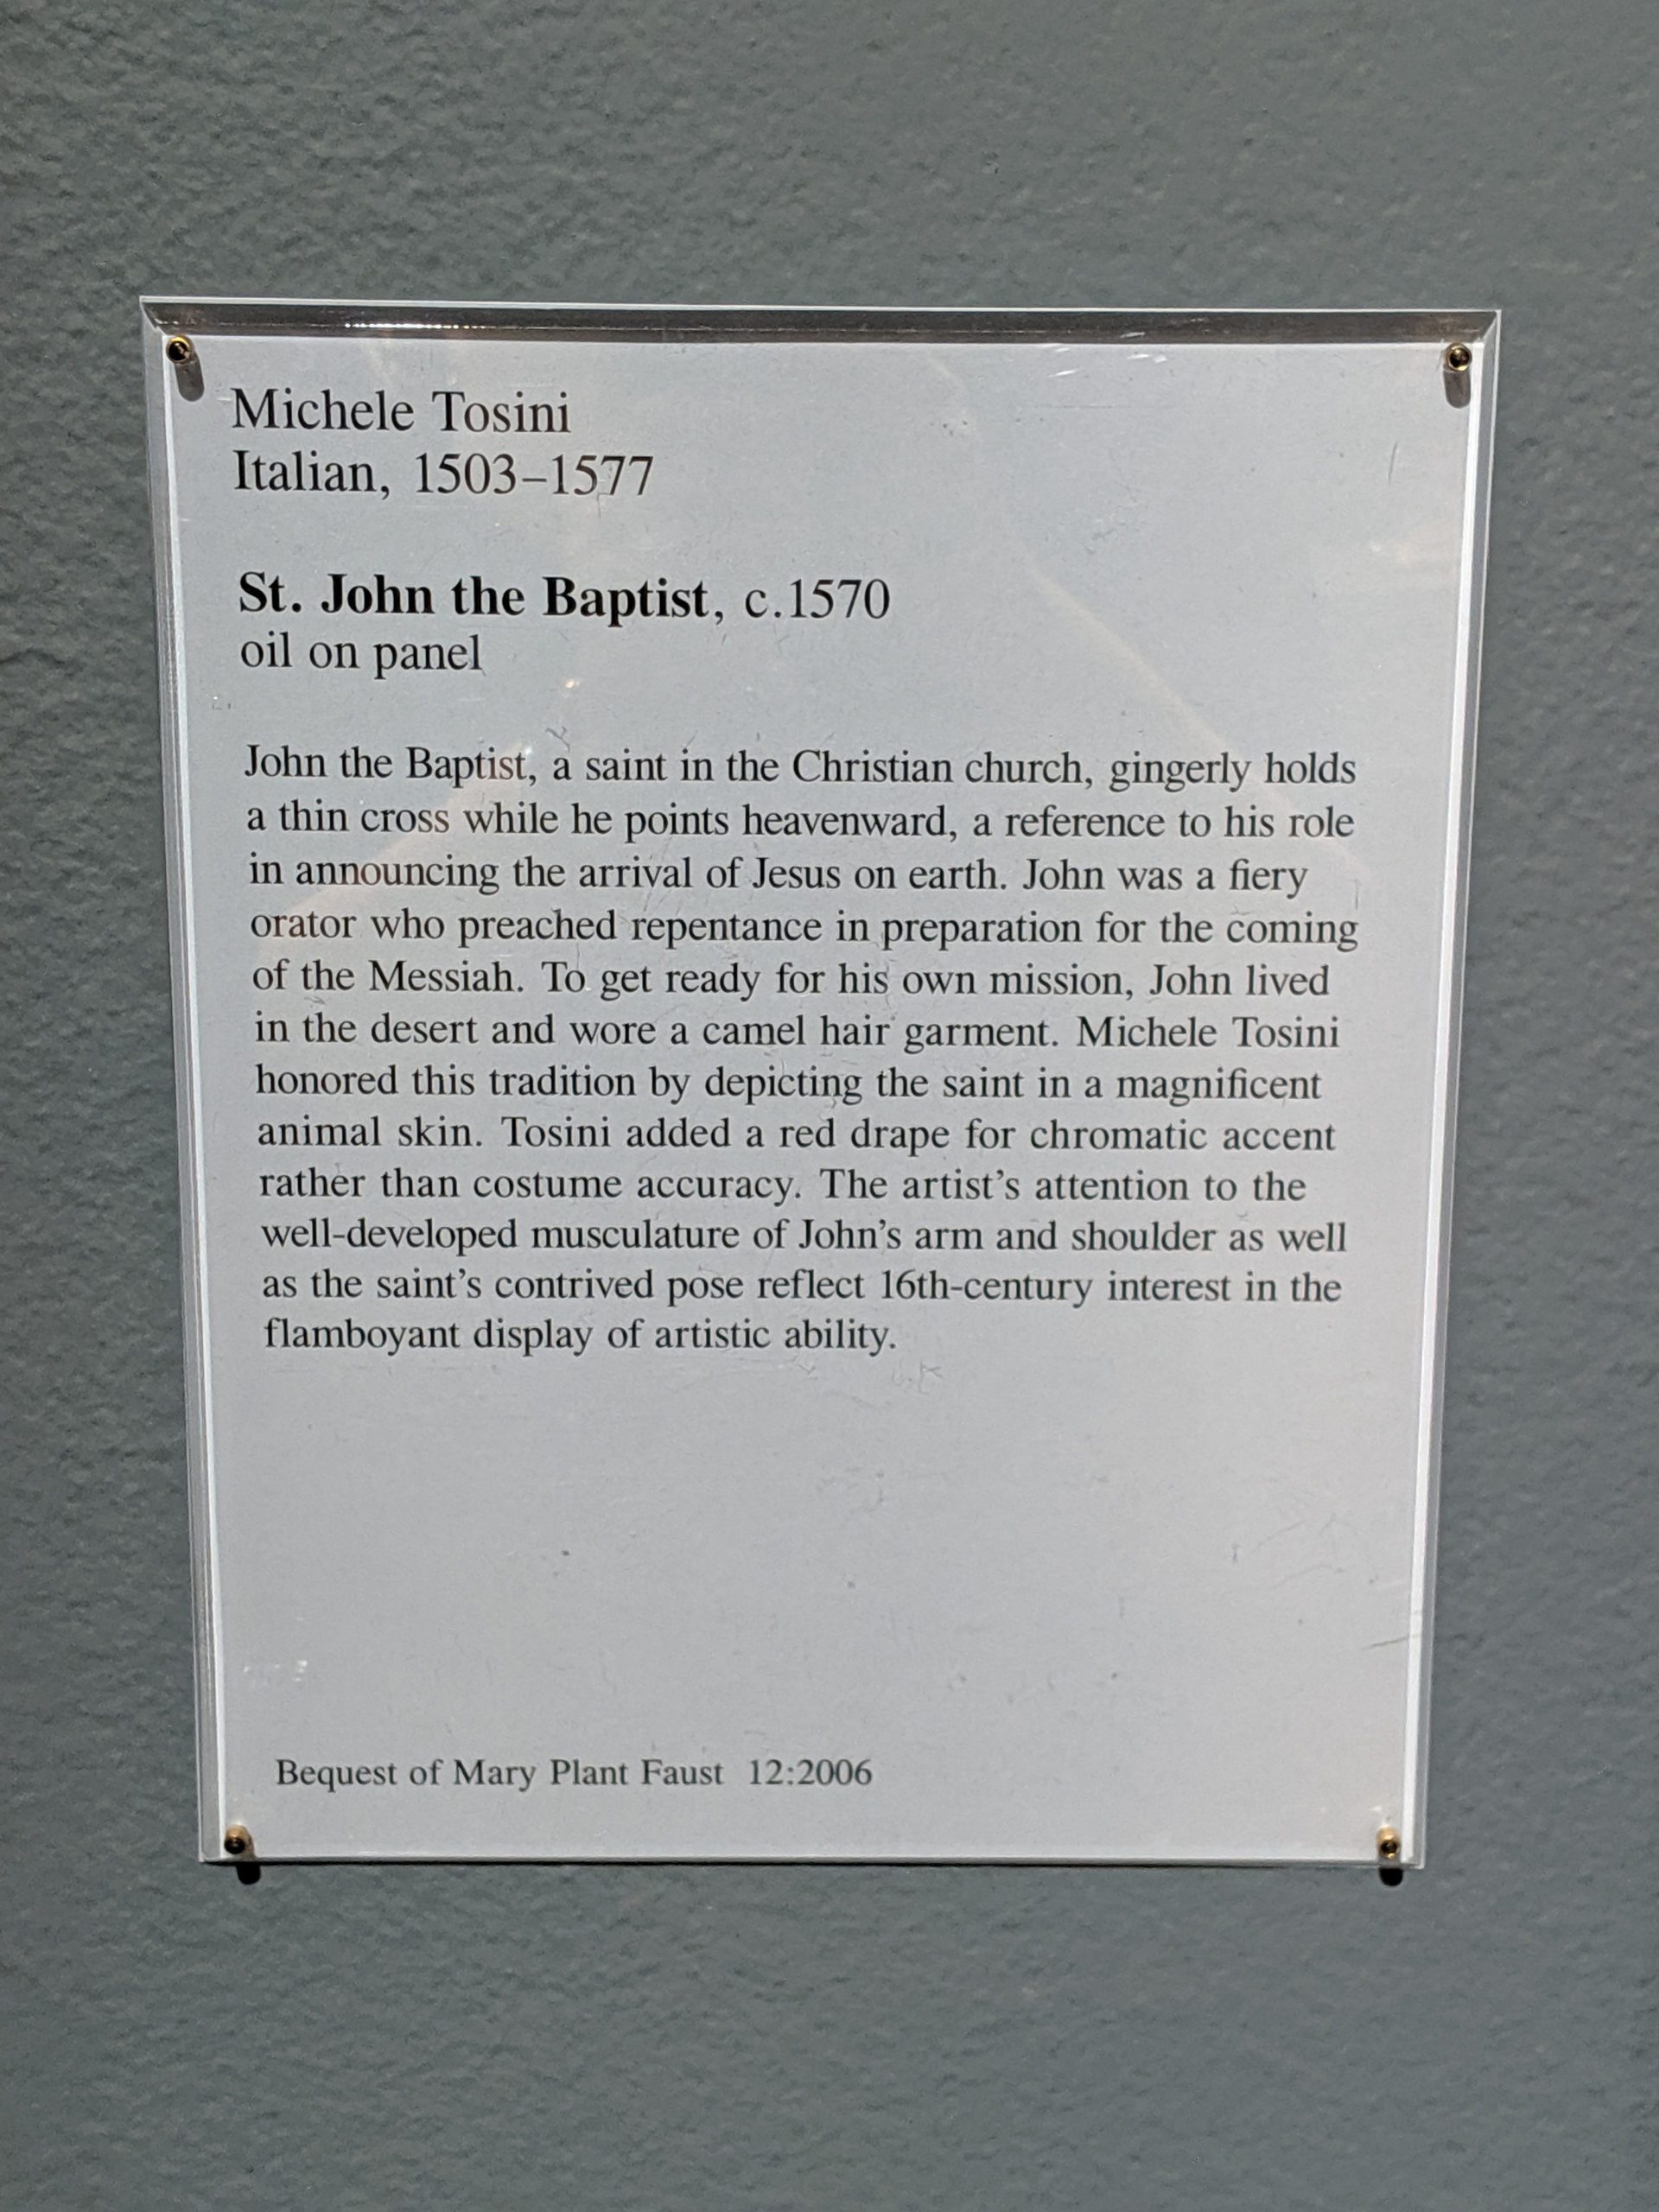 Michele Tosini
Italian, 1503–1577
St. John the Baptist, c.1570
oil on panel
John the Baptist, a saint in the Christian church, gingerly holds
a thin cross while he points heavenward, a reference to his role
in announcing the arrival of Jesus on earth. John was a fiery
orator who preached repentance in preparation for the coming
of the Messiah. To get ready for his own mission, John lived
in the desert and wore a camel hair garment. Michele Tosini
honored this tradition by depicting the saint in a magnificent
animal skin. Tosini added a red drape for chromatic accent
rather than costume accuracy. The artist’s attention to the
well-developed musculature of John’s arm and shoulder as well
as the saint’s contrived pose reflect 16th-century interest in the
flamboyant display of artistic ability.
Bequest of Mary Plant Faust 12:2006